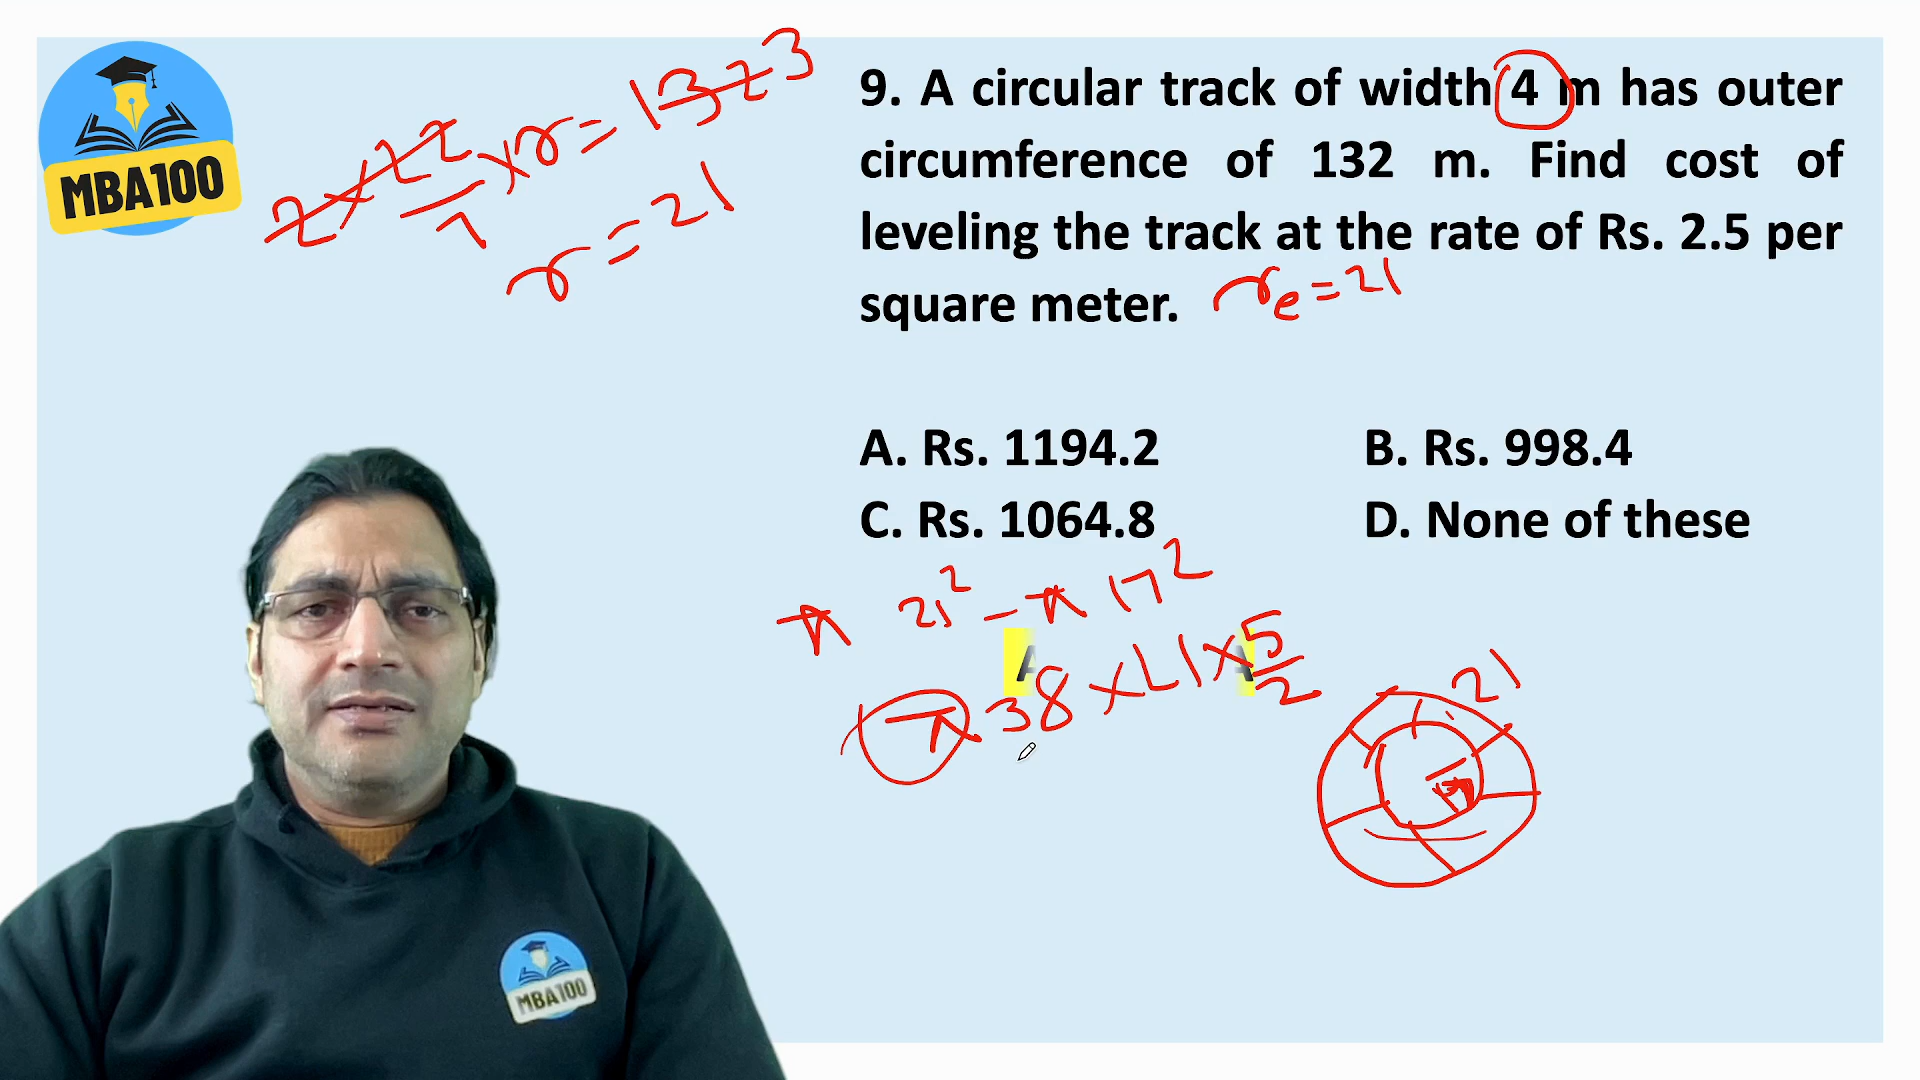 MBA100
2 × 22/7 × r = 132 3
r = 21
9. A circular track of width 4 m has outer
circumference of 132 m. Find cost of
leveling the track at the rate of Rs. 2.5 per
square meter. re = 21
A. Rs. 1194.2 B. Rs. 998.4
C. Rs. 1064.8 D. None of these
π 21² - π 17²
π 38 × 4 × 5/2
21
17
MBA100